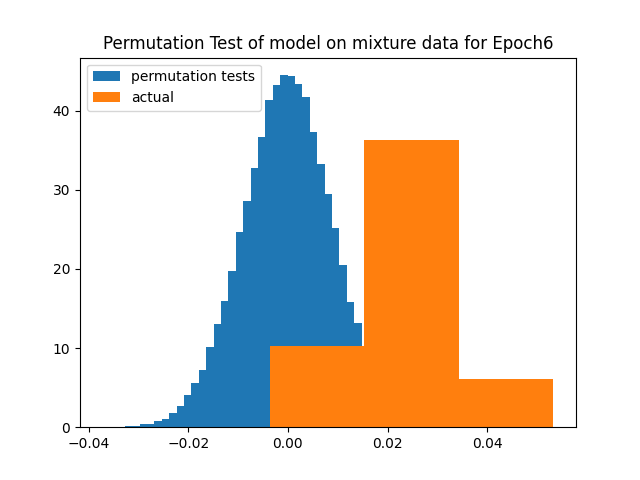 Permutation Test of model on mixture data for Epoch6
permutation tests
actual
40
30
20
10
0
−0.04 −0.02 0.00 0.02 0.04